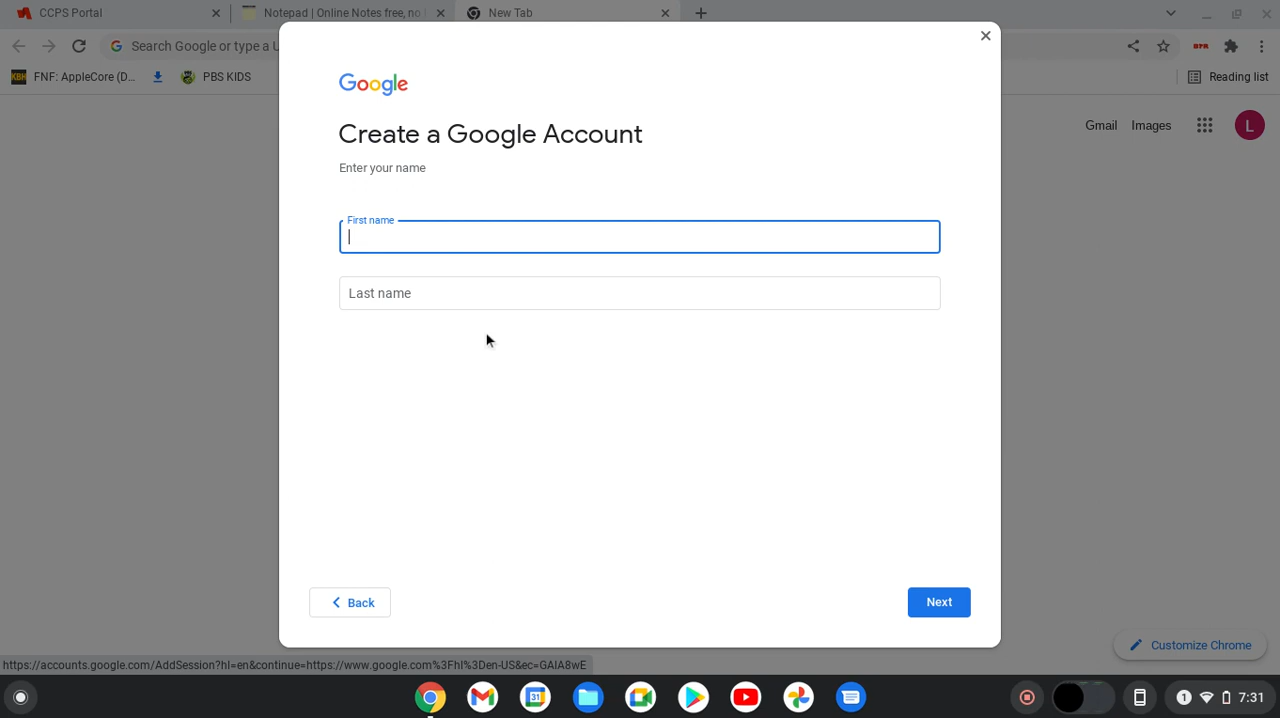 CCPS Portal
Notepad | Online Notes free, no l
New Tab
Search Google or type a U
FNF: AppleCore (D...
PBS KIDS
Reading list
Gmail
Images
L
Google
Create a Google Account
Enter your name
First name
Last name
Back
Next
Customize Chrome
https://accounts.google.com/AddSession?hl=en&continue=https://www.google.com%3Fhl%3Den-US&ec=GAlA8wE
31
1
7:31